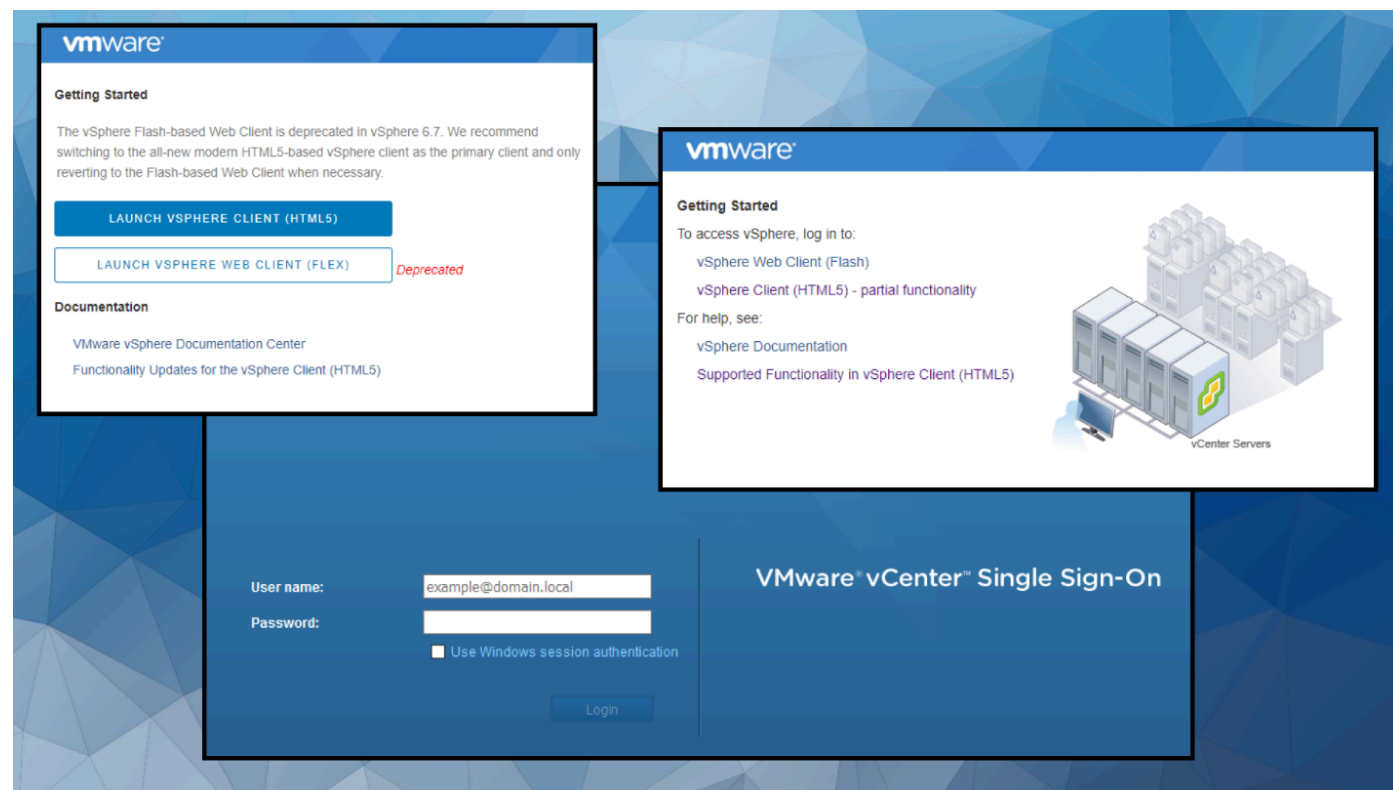 vmware®
Getting Started
The vSphere Flash-based Web Client is deprecated in vSphere 6.7. We recommend
switching to the all-new modern HTML5-based vSphere client as the primary client and only
reverting to the Flash-based Web Client when necessary.
LAUNCH VSPHERE CLIENT (HTML5)
LAUNCH VSPHERE WEB CLIENT (FLEX)
Deprecated
Documentation
VMware vSphere Documentation Center
Functionality Updates for the vSphere Client (HTML5)
vmware®
Getting Started
To access vSphere, log in to:
vSphere Web Client (Flash)
vSphere Client (HTML5) - partial functionality
For help, see:
vSphere Documentation
Supported Functionality in vSphere Client (HTML5)
vCenter Servers
User name:
example@domain.local
Password:
Use Windows session authentication
Login
VMware® vCenter™ Single Sign-On